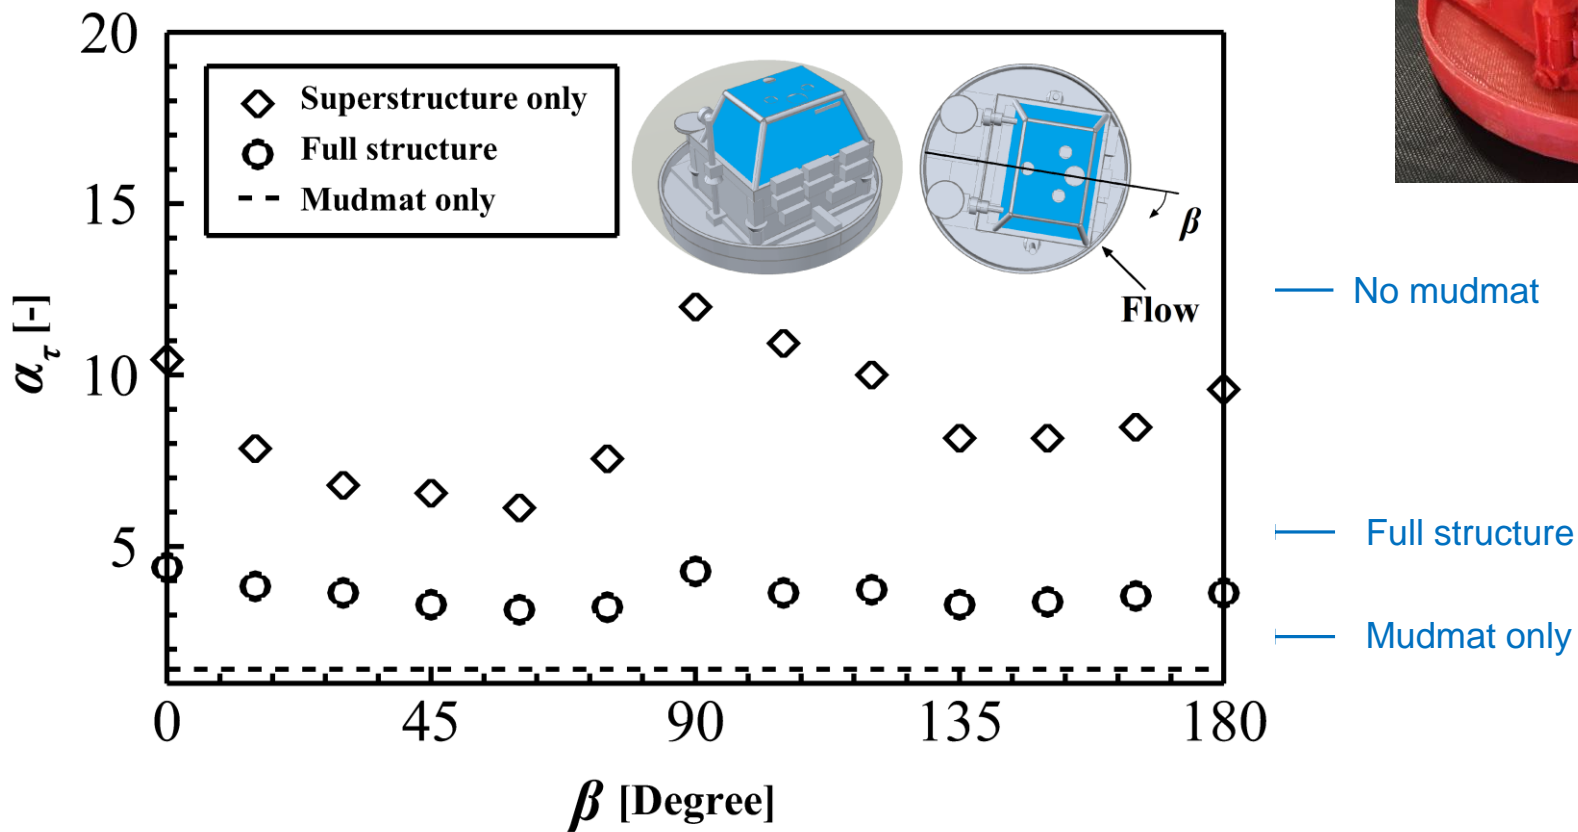 20
15
10
5
α_τ [-]
Superstructure only
Full structure
Mudmat only
β
Flow
No mudmat
Full structure
Mudmat only
0 45 90 135 180
β [Degree]